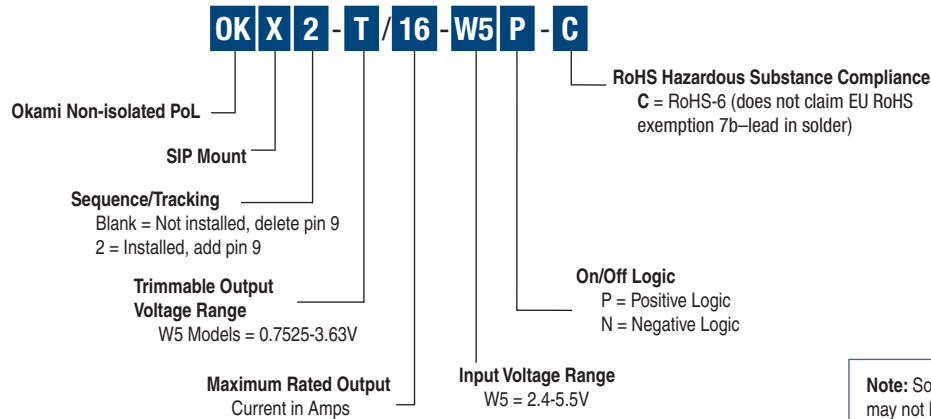 OK X 2 - T / 16 - W5 P - C
RoHS Hazardous Substance Compliance
C = RoHS-6 (does not claim EU RoHS
exemption 7b–lead in solder)
Okami Non-isolated PoL
SIP Mount
Sequence/Tracking
Blank = Not installed, delete pin 9
2 = Installed, add pin 9
Trimmable Output
Voltage Range
W5 Models = 0.7525-3.63V
On/Off Logic
P = Positive Logic
N = Negative Logic
Maximum Rated Output
Current in Amps
Input Voltage Range
W5 = 2.4-5.5V
Note:
may not